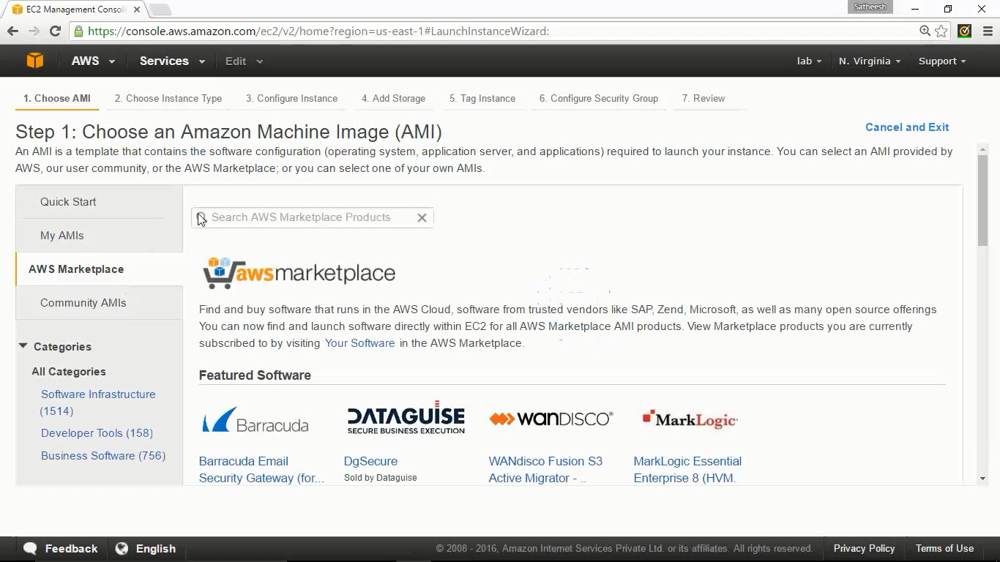 EC2 Management Consol
Satheesh
https://console.aws.amazon.com/ec2/v2/home?region=us-east-1#LaunchInstanceWizard:
AWS Services Edit lab N. Virginia Support
1. Choose AMI 2. Choose Instance Type 3. Configure Instance 4. Add Storage 5. Tag Instance 6. Configure Security Group 7. Review
Step 1: Choose an Amazon Machine Image (AMI)
Cancel and Exit
An AMI is a template that contains the software configuration (operating system, application server, and applications) required to launch your instance. You can select an AMI provided by
AWS, our user community, or the AWS Marketplace; or you can select one of your own AMIs.
Quick Start
My AMIs
AWS Marketplace
Community AMIs
Categories
All Categories
Software Infrastructure
(1514)
Developer Tools (158)
Business Software (756)
Search AWS Marketplace Products
awsmarketplace
Find and buy software that runs in the AWS Cloud, software from trusted vendors like SAP, Zend, Microsoft, as well as many open source offerings
You can now find and launch software directly within EC2 for all AWS Marketplace AMI products. View Marketplace products you are currently
subscribed to by visiting Your Software in the AWS Marketplace.
Featured Software
Barracuda
DATAGUISE
SECURE BUSINESS EXECUTION
WANDISCO®
MarkLogic
Barracuda Email
Security Gateway (for...
DgSecure
Sold by Dataguise
WANdisco Fusion S3
Active Migrator - ..
MarkLogic Essential
Enterprise 8 (HVM.
Feedback English © 2008 - 2016, Amazon Internet Services Private Ltd. or its affiliates. All rights reserved. Privacy Policy Terms of Use